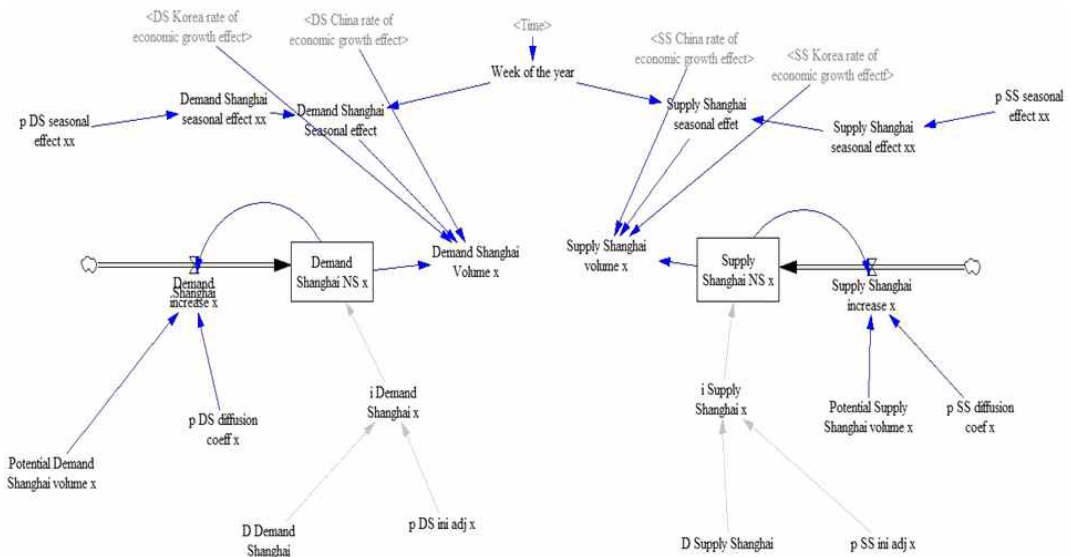 <DS Korea rate of
economic growth effect>
<DS China rate of
economic growth effect>
<Time>
<SS China rate of
economic growth effect>
<SS Korea rate of
economic growth effectf>
Week of the year
Demand Shanghai
seasonal effect xx
Demand Shanghai
Seasonal effect
Supply Shanghai
seasonal effet
p DS seasonal
effect xx
Supply Shanghai
seasonal effect xx
p SS seasonal
effect xx
Demand
Shanghai NS x
Demand Shanghai
Volume x
Supply Shanghai
volume x
Supply
Shanghai NS x
Demand
Shanghai
increase x
Supply Shanghai
increase x
i Demand
Shanghai x
i Supply
Shanghai x
p DS diffusion
coeff x
Potential Supply
Shanghai volume x
p SS diffusion
coef x
Potential Demand
Shanghai volume x
D Demand
Shanghai
p DS ini adj x
D Supply Shanghai
p SS ini adj x